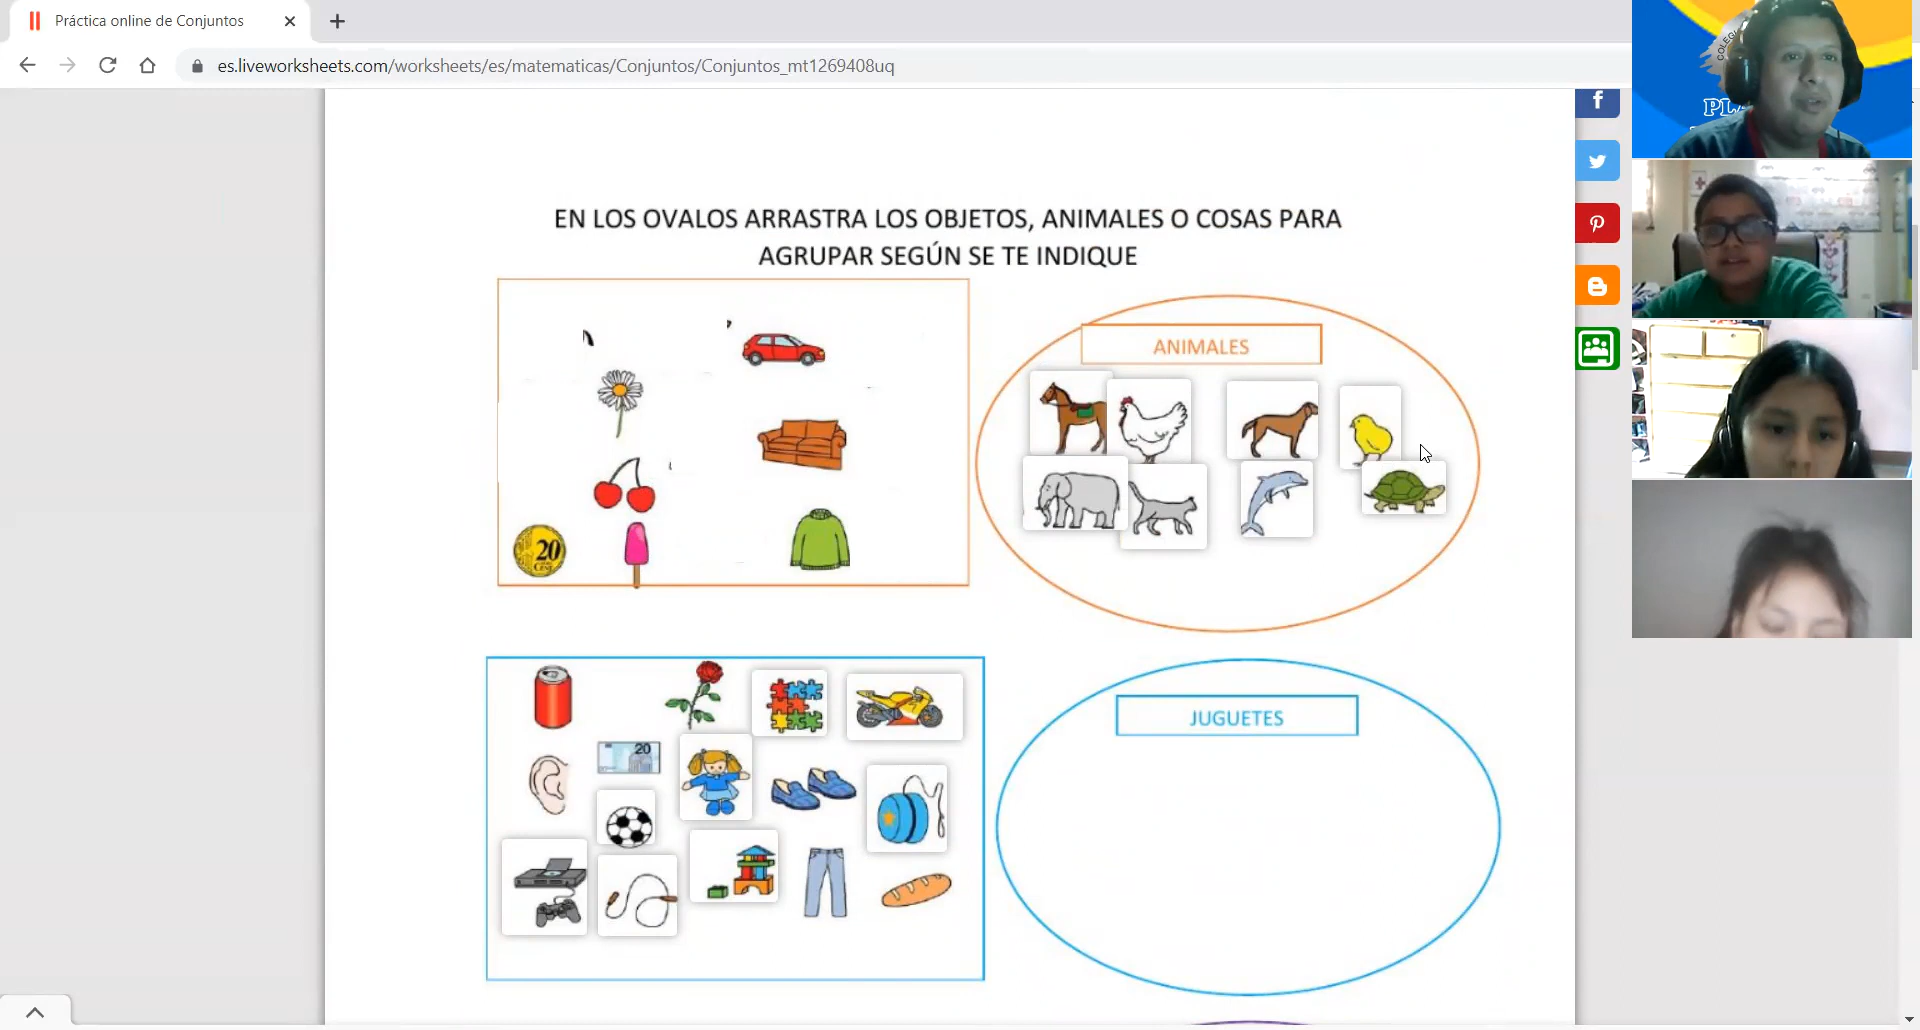 Práctica online de Conjuntos
es.liveworksheets.com/worksheets/es/matematicas/Conjuntos/Conjuntos_mt1269408uq
EN LOS OVALOS ARRASTRA LOS OBJETOS, ANIMALES O COSAS PARA
AGRUPAR SEGÚN SE TE INDIQUE
ANIMALES
20
CENT
20
JUGUETES